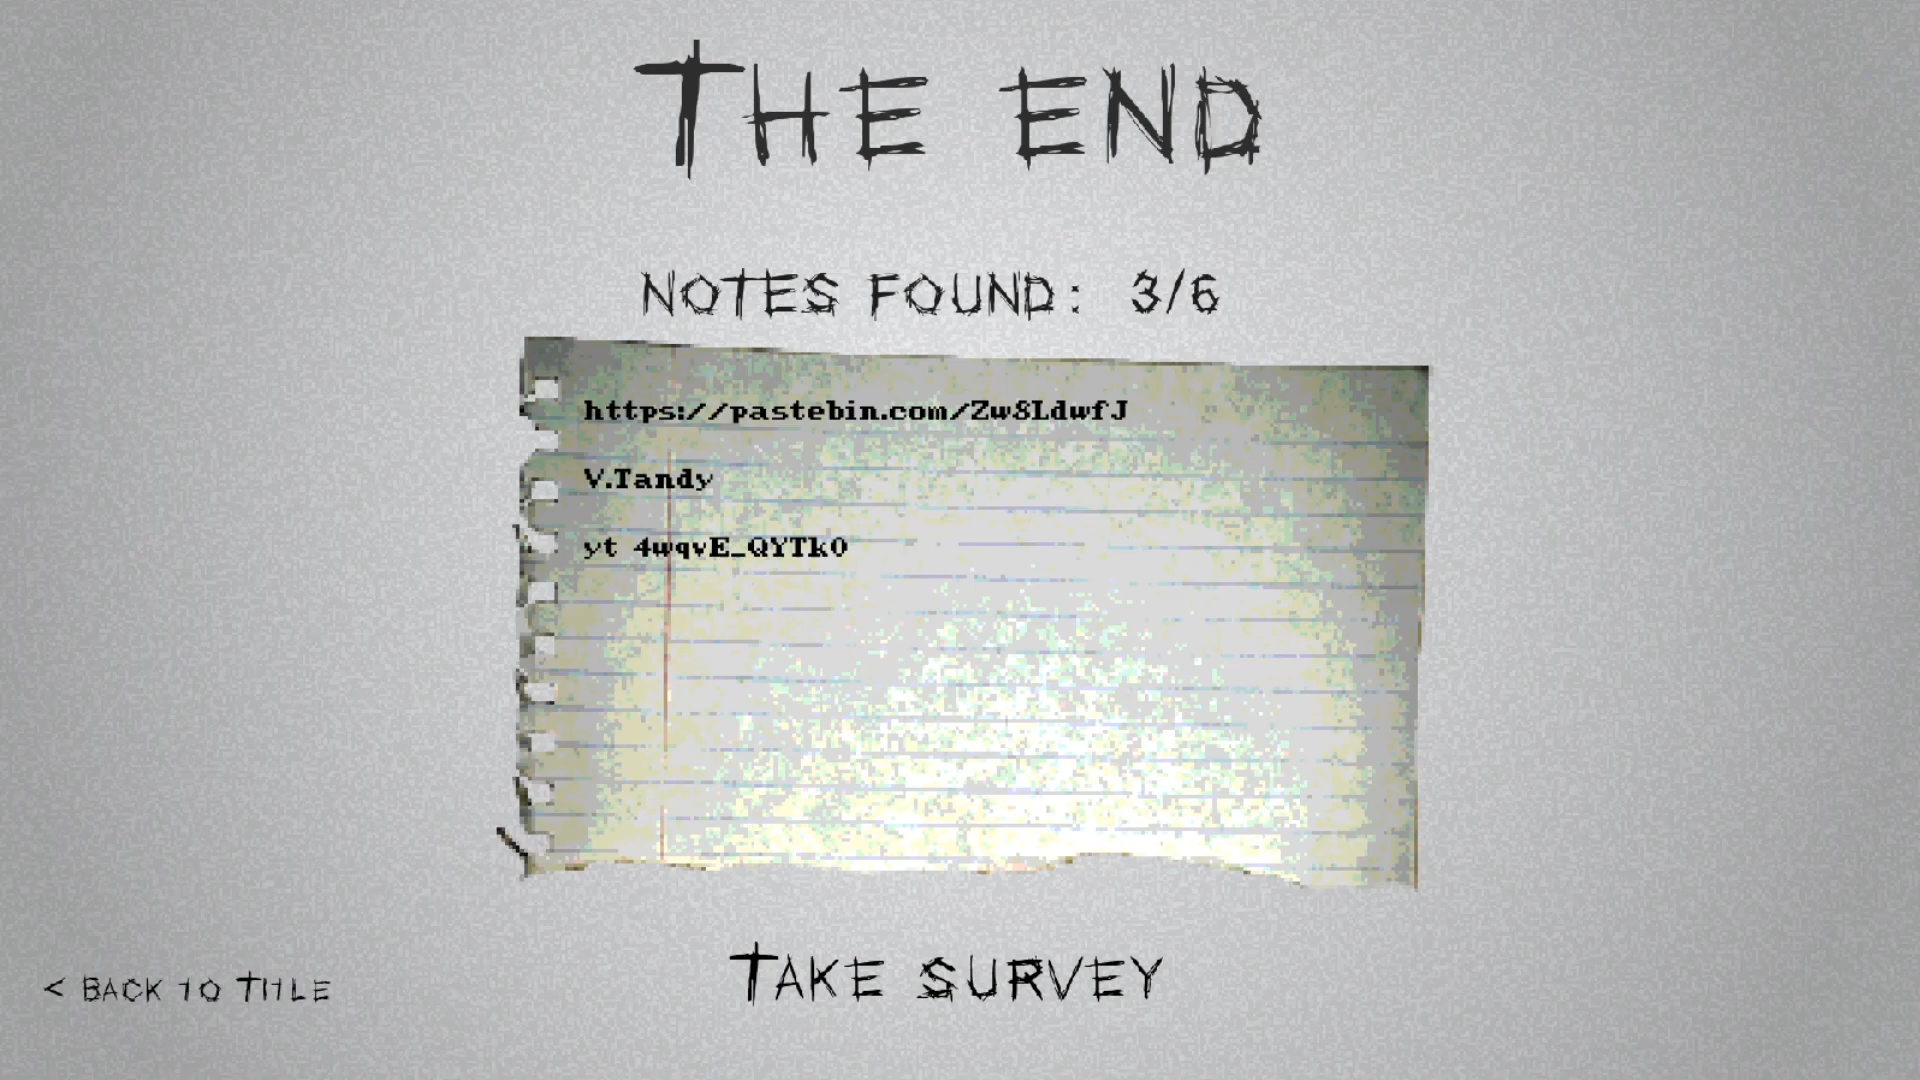 THE END
NOTES FOUND: 3/6
https://pastebin.com/Zw8LdwfJ
V.Tandy
yt 4wqvE_QYTk0
TAKE SURVEY
< BACK TO TITLE